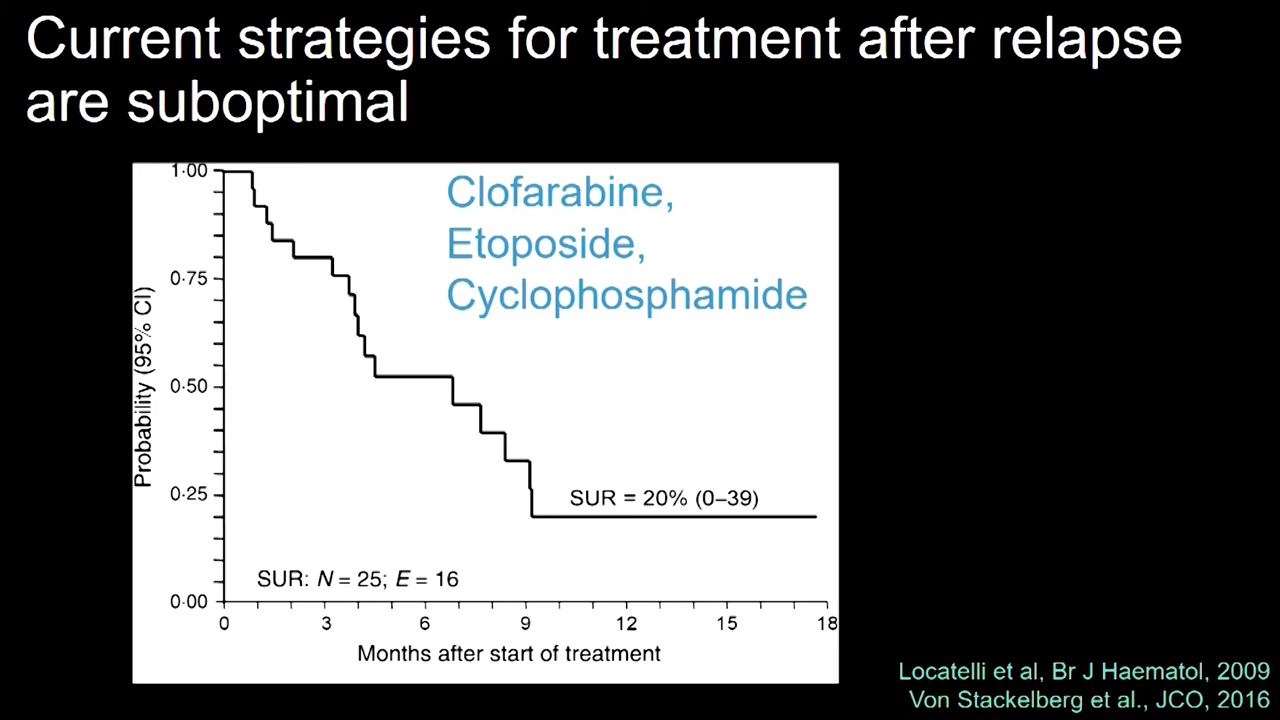 Current strategies for treatment after relapse
are suboptimal
Clofarabine,
Etoposide,
Cyclophosphamide
Probability (95% CI)
1·00
0·75
0·50
0·25
0·00
SUR = 20% (0–39)
SUR: N = 25; E = 16
0 3 6 9 12 15 18
Months after start of treatment
Locatelli et al, Br J Haematol, 2009
Von Stackelberg et al., JCO, 2016